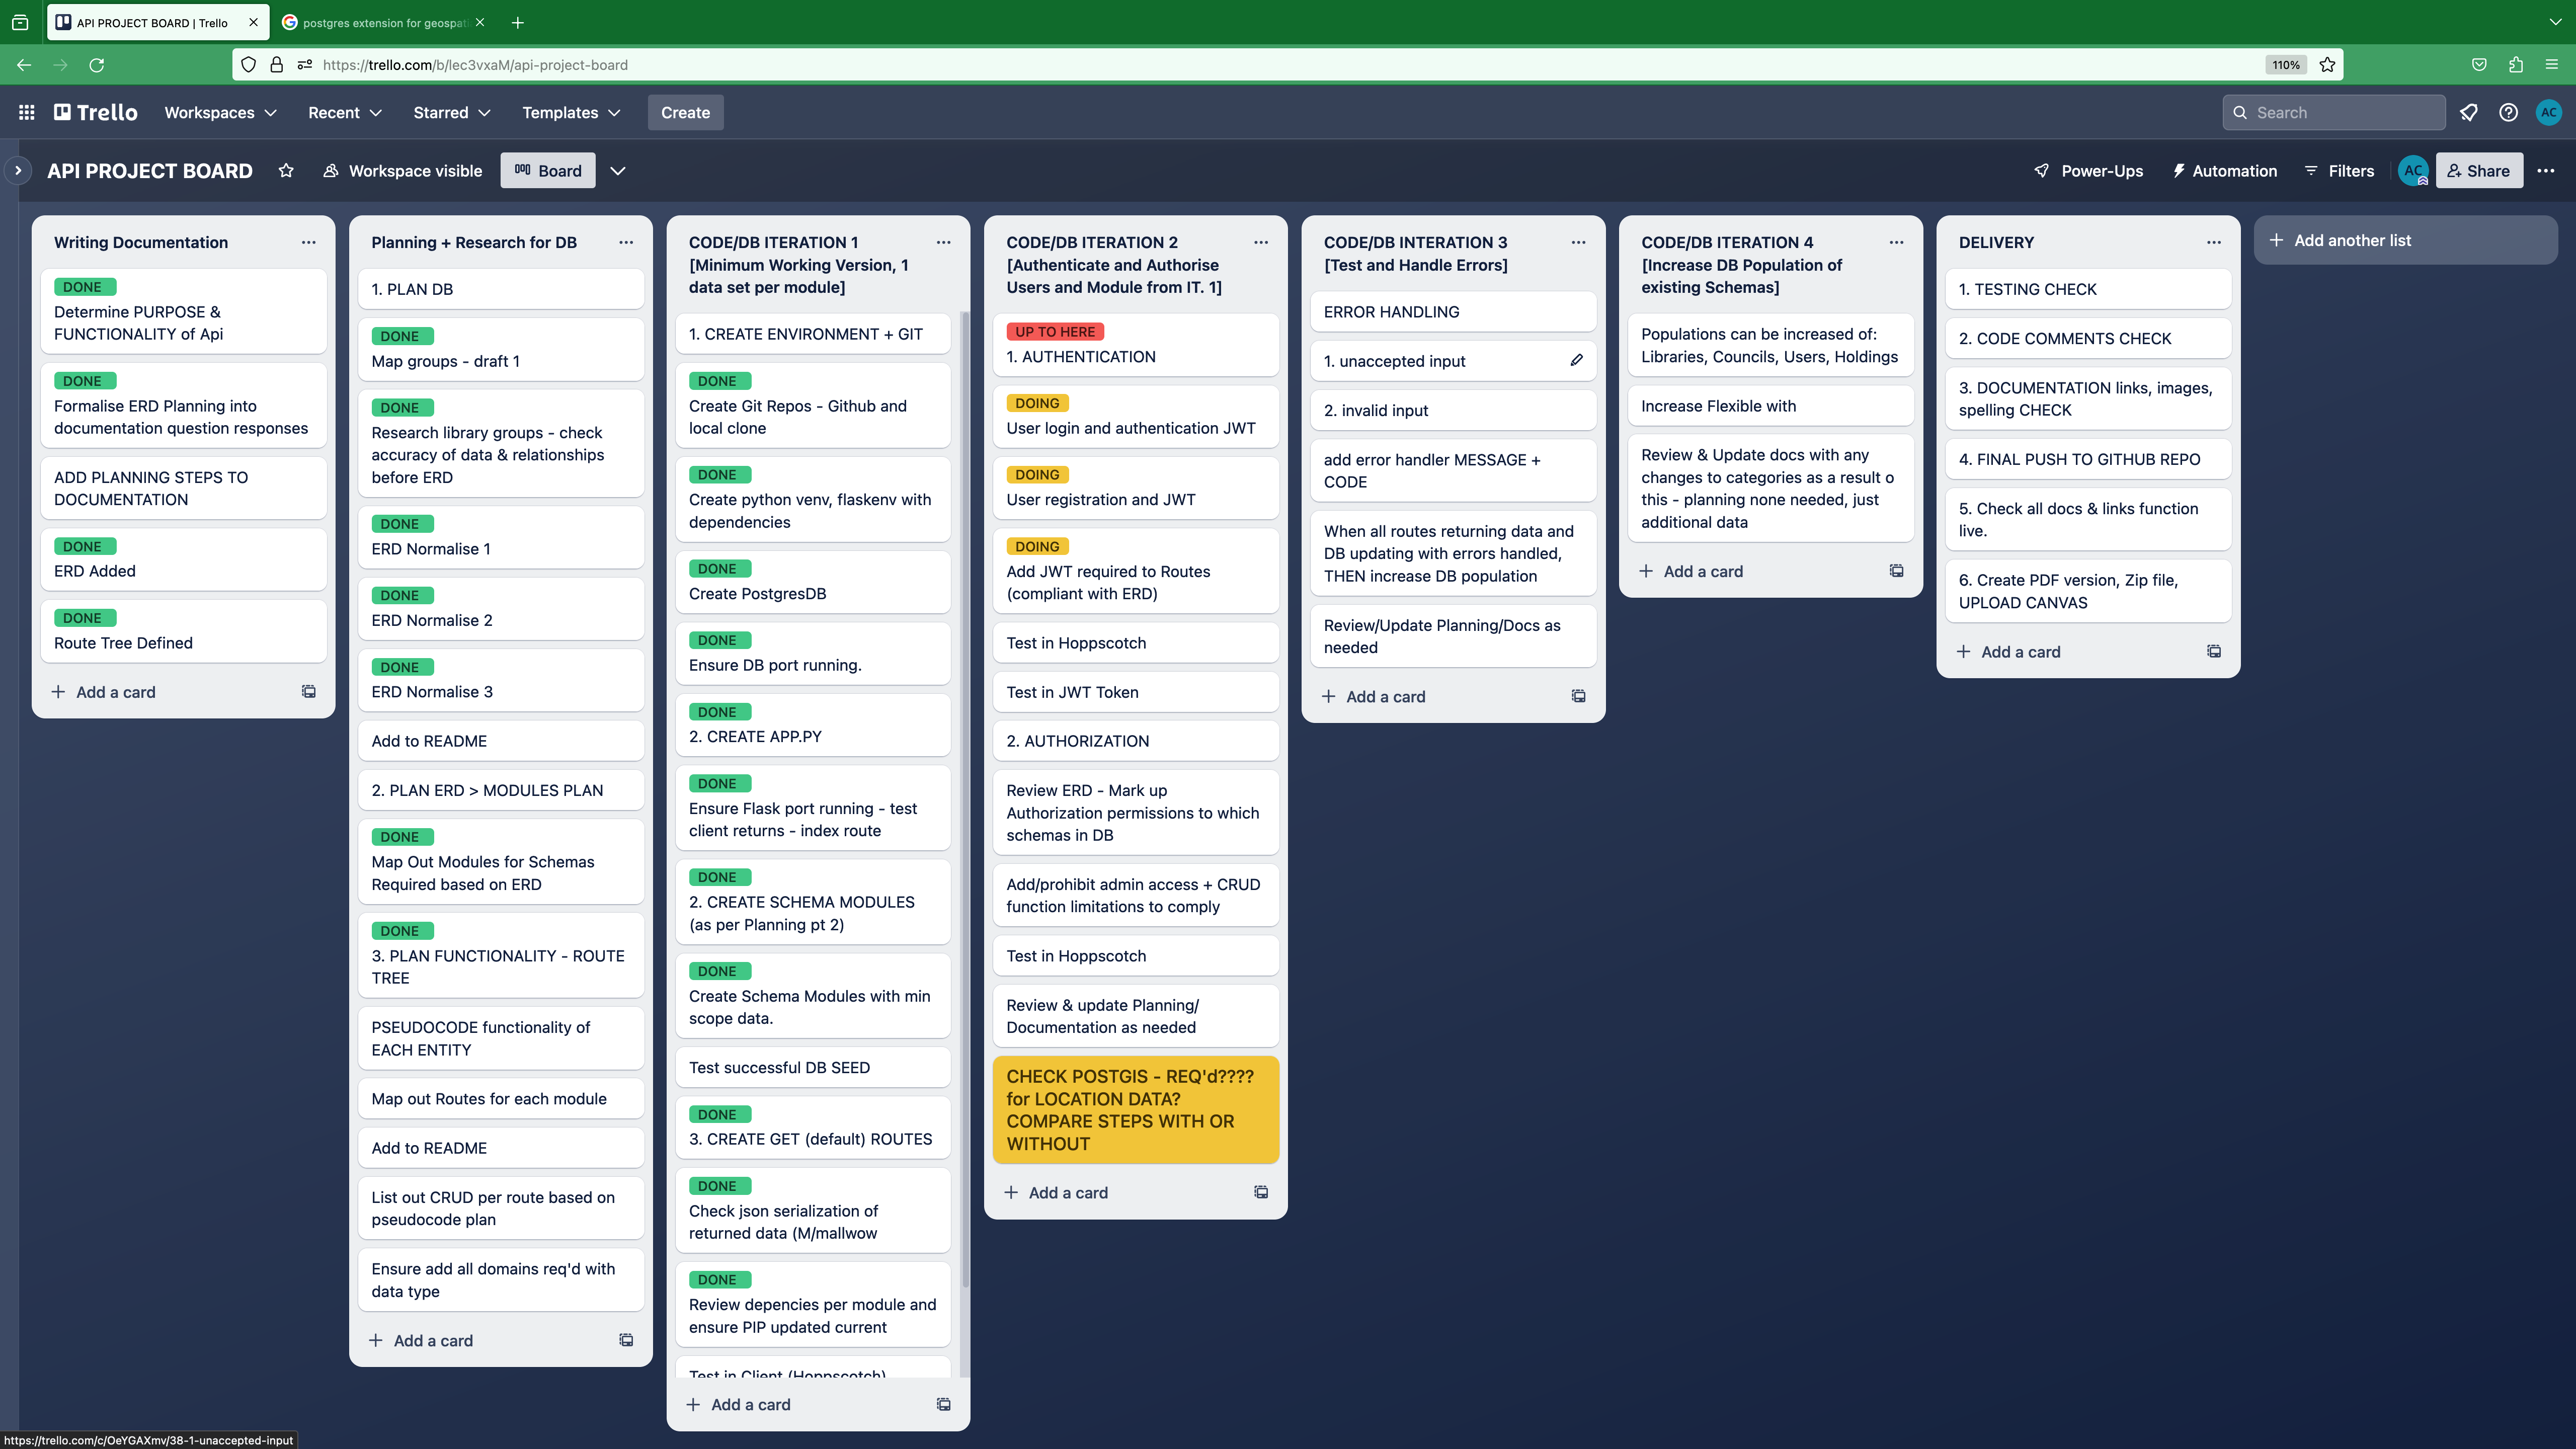 API PROJECT BOARD | Trello
postgres extension for geospat
https://trello.com/b/lec3vxaM/api-project-board
110%
Trello
Workspaces
Recent
Starred
Templates
Create
Search
AC
API PROJECT BOARD
Workspace visible
Board
Power-Ups
Automation
Filters
AC
Share
Writing Documentation
DONE
Determine PURPOSE &
FUNCTIONALITY of Api
DONE
Formalise ERD Planning into
documentation question responses
ADD PLANNING STEPS TO
DOCUMENTATION
DONE
ERD Added
DONE
Route Tree Defined
Add a card
Planning + Research for DB
1. PLAN DB
DONE
Map groups - draft 1
DONE
Research library groups - check
accuracy of data & relationships
before ERD
DONE
ERD Normalise 1
DONE
ERD Normalise 2
DONE
ERD Normalise 3
Add to README
2. PLAN ERD > MODULES PLAN
DONE
Map Out Modules for Schemas
Required based on ERD
DONE
3. PLAN FUNCTIONALITY - ROUTE
TREE
PSEUDOCODE functionality of
EACH ENTITY
Map out Routes for each module
Add to README
List out CRUD per route based on
pseudocode plan
Ensure add all domains req'd with
data type
Add a card
CODE/DB ITERATION 1
[Minimum Working Version, 1
data set per module]
1. CREATE ENVIRONMENT + GIT
DONE
Create Git Repos - Github and
local clone
DONE
Create python venv, flaskenv with
dependencies
DONE
Create PostgresDB
DONE
Ensure DB port running.
DONE
2. CREATE APP.PY
DONE
Ensure Flask port running - test
client returns - index route
DONE
2. CREATE SCHEMA MODULES
(as per Planning pt 2)
DONE
Create Schema Modules with min
scope data.
Test successful DB SEED
DONE
3. CREATE GET (default) ROUTES
DONE
Check json serialization of
returned data (M/mallwow
DONE
Review depencies per module and
ensure PIP updated current
Test in Client (Hoppscotch)
Add a card
CODE/DB ITERATION 2
[Authenticate and Authorise
Users and Module from IT. 1]
UP TO HERE
1. AUTHENTICATION
DOING
User login and authentication JWT
DOING
User registration and JWT
DOING
Add JWT required to Routes
(compliant with ERD)
Test in Hoppscotch
Test in JWT Token
2. AUTHORIZATION
Review ERD - Mark up
Authorization permissions to which
schemas in DB
Add/prohibit admin access + CRUD
function limitations to comply
Test in Hoppscotch
Review & update Planning/
Documentation as needed
CHECK POSTGIS - REQ'd????
for LOCATION DATA?
COMPARE STEPS WITH OR
WITHOUT
Add a card
CODE/DB INTERATION 3
[Test and Handle Errors]
ERROR HANDLING
1. unaccepted input
2. invalid input
add error handler MESSAGE +
CODE
When all routes returning data and
DB updating with errors handled,
THEN increase DB population
Review/Update Planning/Docs as
needed
Add a card
CODE/DB ITERATION 4
[Increase DB Population of
existing Schemas]
Populations can be increased of:
Libraries, Councils, Users, Holdings
Increase Flexible with
Review & Update docs with any
changes to categories as a result o
this - planning none needed, just
additional data
Add a card
DELIVERY
1. TESTING CHECK
2. CODE COMMENTS CHECK
3. DOCUMENTATION links, images,
spelling CHECK
4. FINAL PUSH TO GITHUB REPO
5. Check all docs & links function
live.
6. Create PDF version, Zip file,
UPLOAD CANVAS
Add a card
Add another list
https://trello.com/c/OeYGAXmv/38-1-unaccepted-input